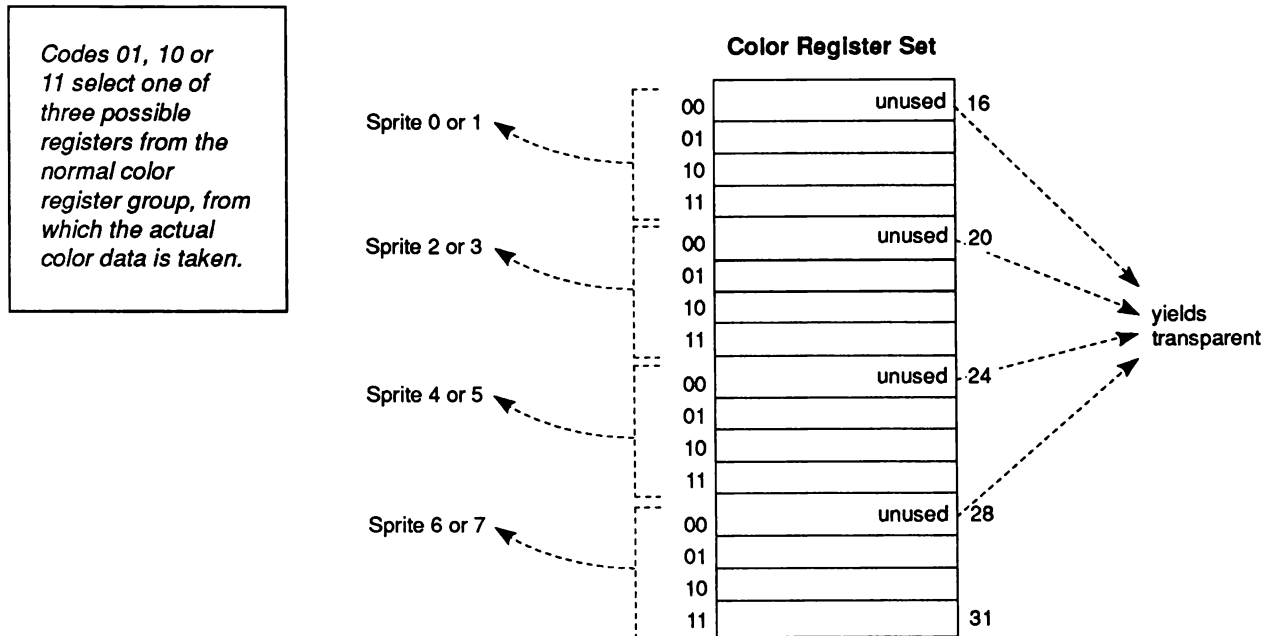 Codes 01, 10 or
11 select one of
three possible
registers from the
normal color
register group, from
which the actual
color data is taken.
Color Register Set
Sprite 0 or 1
00 unused 16
01
10
11
Sprite 2 or 3
00 unused 20
01
10
11
yields
transparent
Sprite 4 or 5
00 unused 24
01
10
11
Sprite 6 or 7
00 unused 28
01
10
11 31